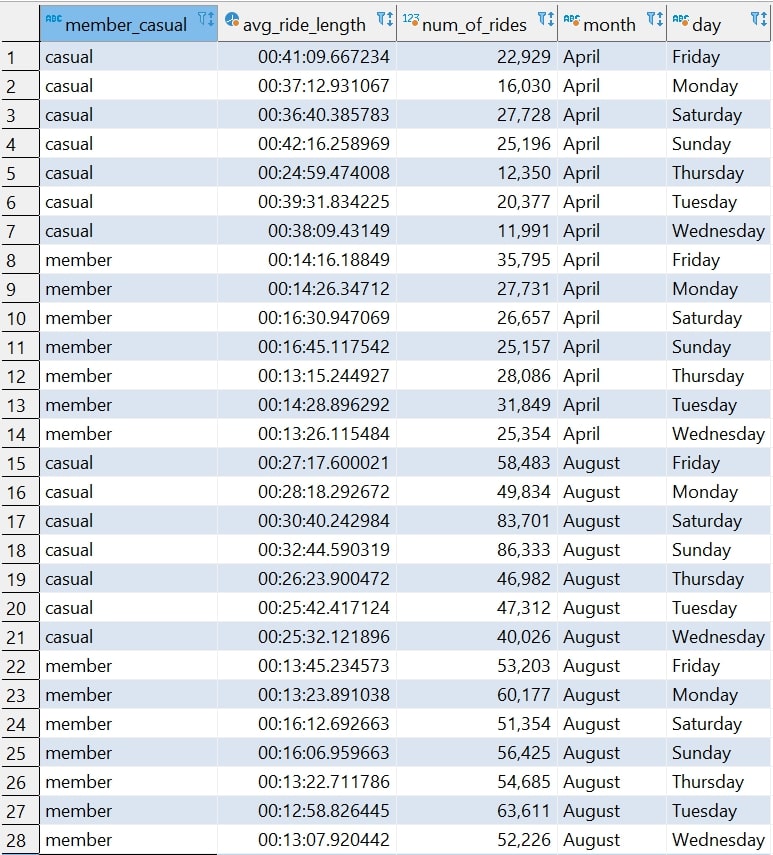 ABC member_casual avg_ride_length 123 num_of_rides ABC month ABC day
1 casual 00:41:09.667234 22,929 April Friday
2 casual 00:37:12.931067 16,030 April Monday
3 casual 00:36:40.385783 27,728 April Saturday
4 casual 00:42:16.258969 25,196 April Sunday
5 casual 00:24:59.474008 12,350 April Thursday
6 casual 00:39:31.834225 20,377 April Tuesday
7 casual 00:38:09.43149 11,991 April Wednesday
8 member 00:14:16.18849 35,795 April Friday
9 member 00:14:26.34712 27,731 April Monday
10 member 00:16:30.947069 26,657 April Saturday
11 member 00:16:45.117542 25,157 April Sunday
12 member 00:13:15.244927 28,086 April Thursday
13 member 00:14:28.896292 31,849 April Tuesday
14 member 00:13:26.115484 25,354 April Wednesday
15 casual 00:27:17.600021 58,483 August Friday
16 casual 00:28:18.292672 49,834 August Monday
17 casual 00:30:40.242984 83,701 August Saturday
18 casual 00:32:44.590319 86,333 August Sunday
19 casual 00:26:23.900472 46,982 August Thursday
20 casual 00:25:42.417124 47,312 August Tuesday
21 casual 00:25:32.121896 40,026 August Wednesday
22 member 00:13:45.234573 53,203 August Friday
23 member 00:13:23.891038 60,177 August Monday
24 member 00:16:12.692663 51,354 August Saturday
25 member 00:16:06.959663 56,425 August Sunday
26 member 00:13:22.711786 54,685 August Thursday
27 member 00:12:58.826445 63,611 August Tuesday
28 member 00:13:07.920442 52,226 August Wednesday